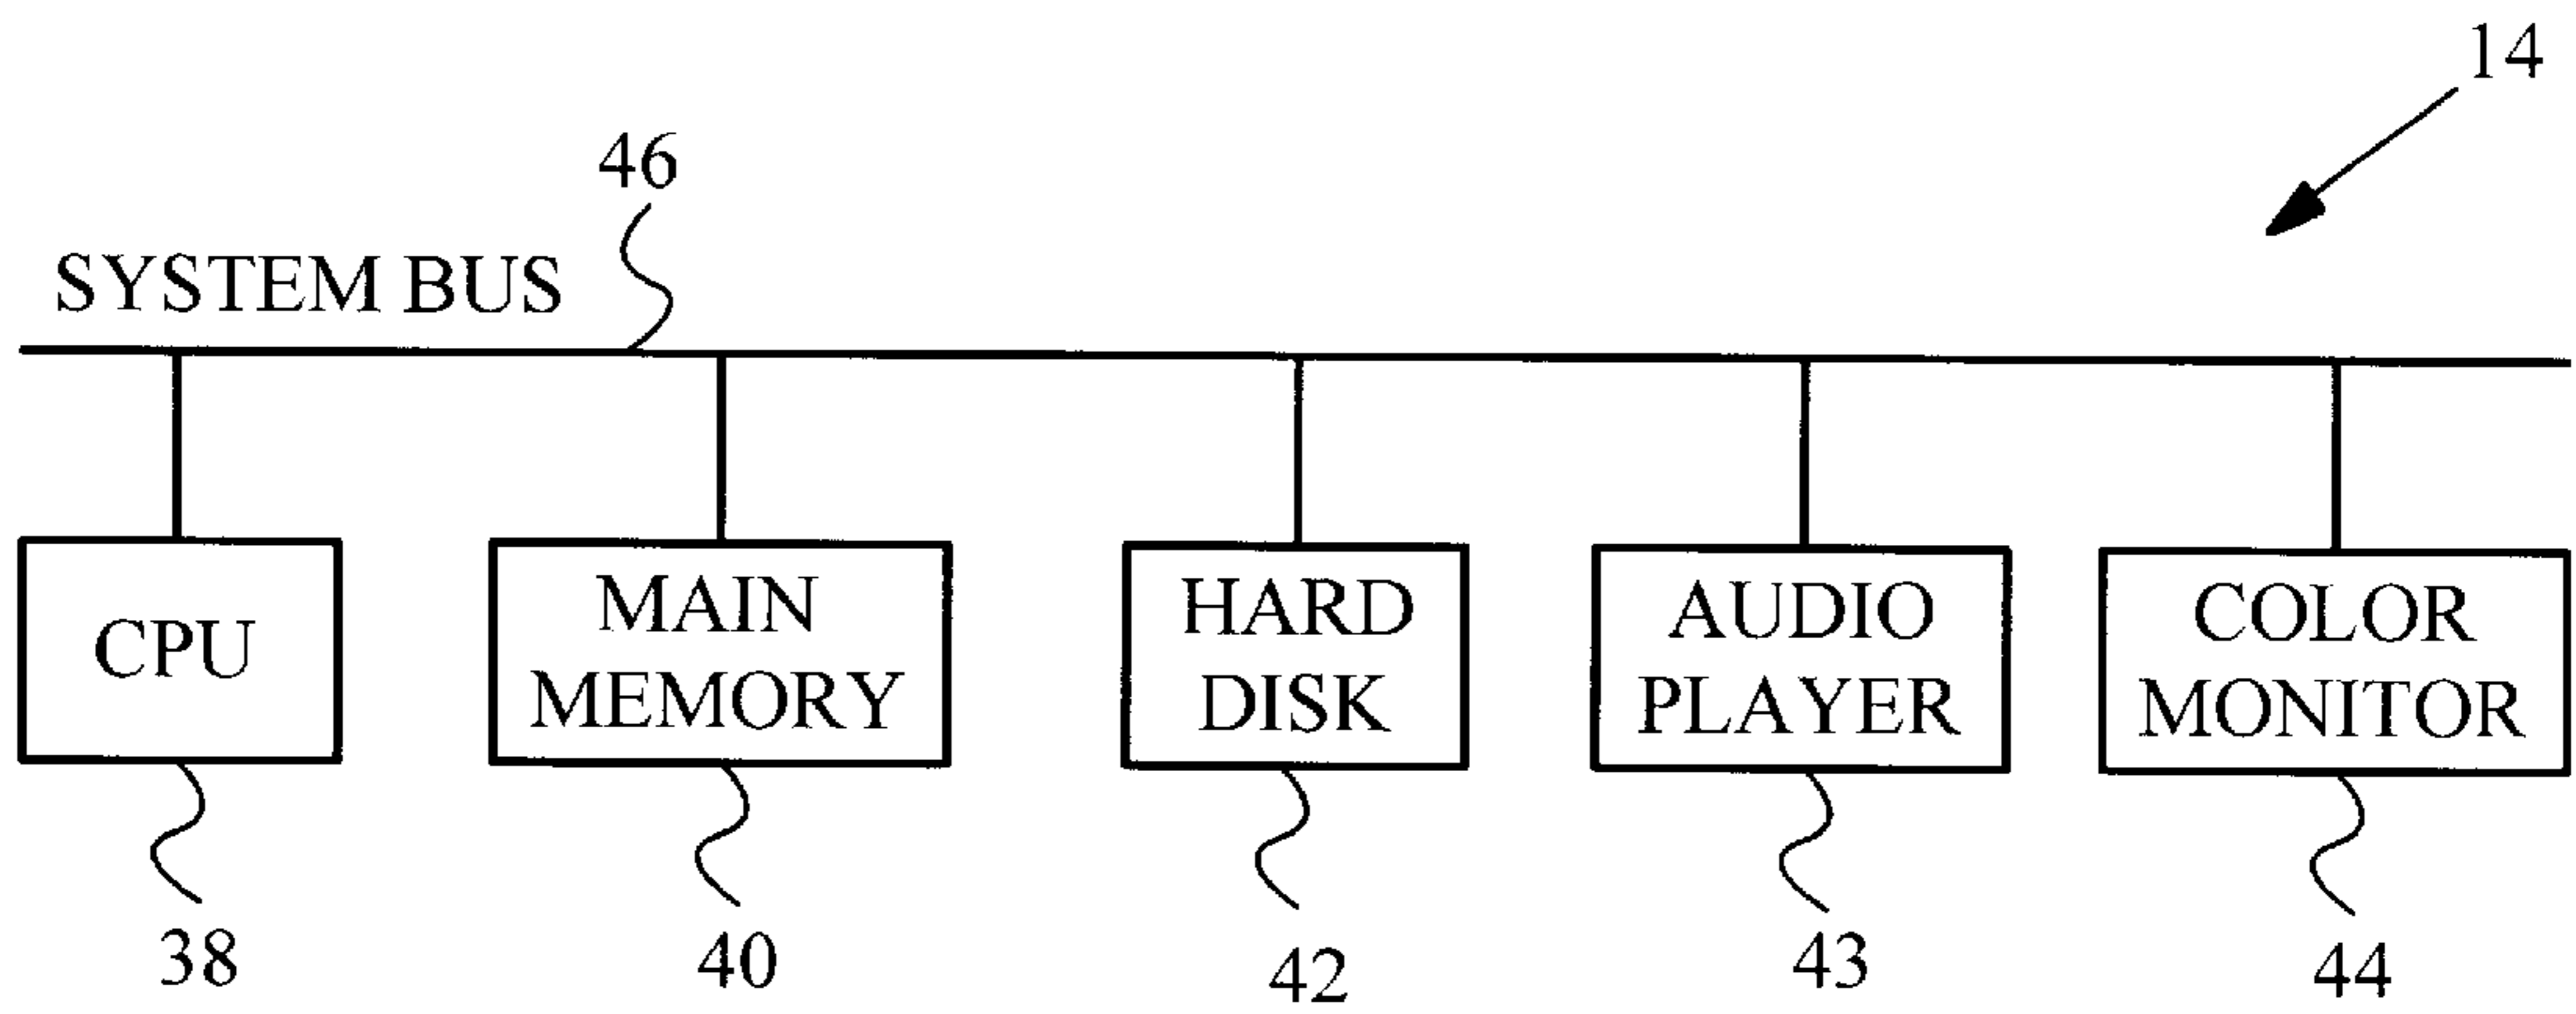 14
46
SYSTEM BUS
CPU
MAIN
MEMORY
HARD
DISK
AUDIO
PLAYER
COLOR
MONITOR
38
40
42
43
44